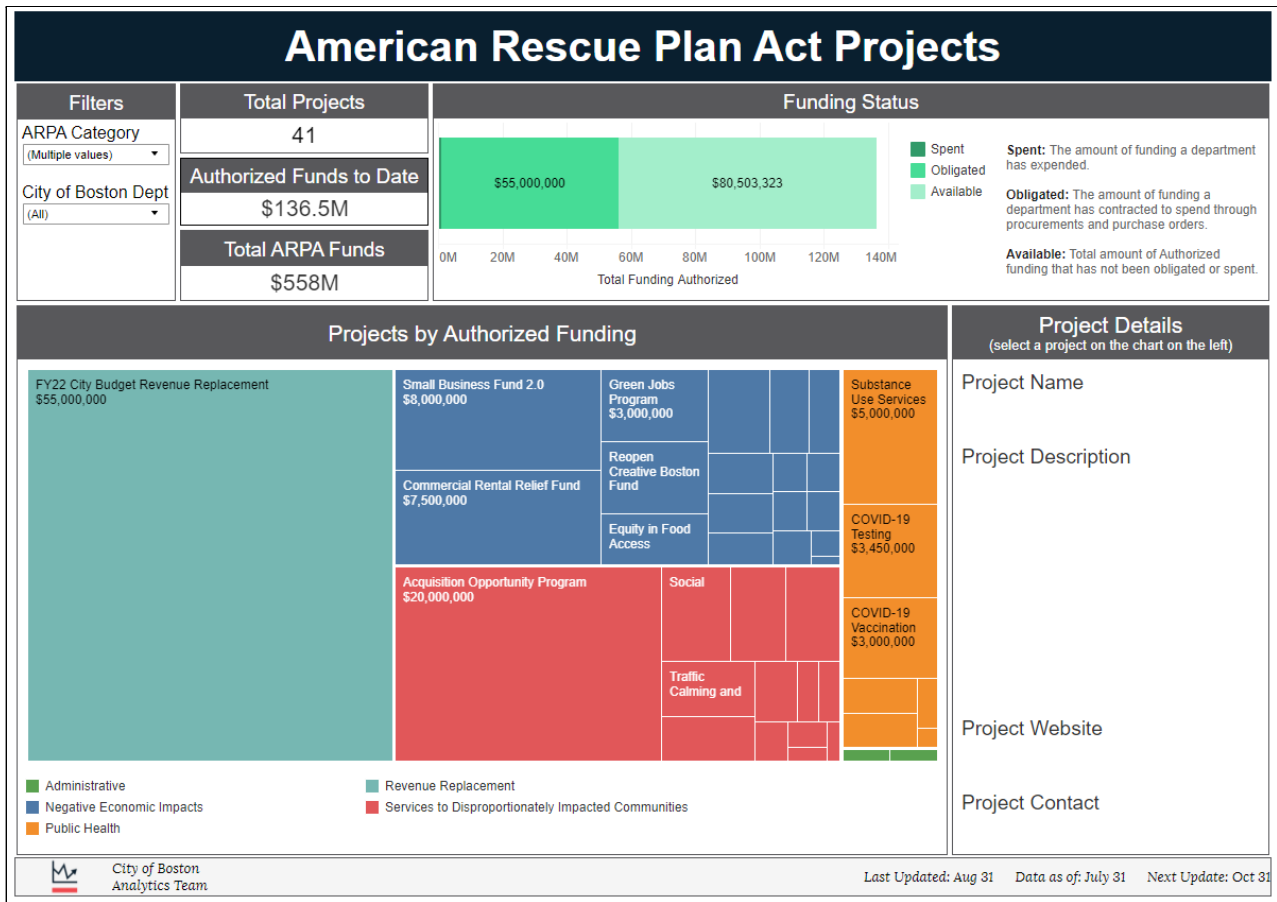 American Rescue Plan Act Projects
Filters
ARPA Category
(Multiple values)
City of Boston Dept
(All)
Total Projects
41
Authorized Funds to Date
$136.5M
Total ARPA Funds
$558M
Funding Status
$55,000,000
$80,503,323
0M 20M 40M 60M 80M 100M 120M 140M
Total Funding Authorized
Spent
Obligated
Available
Spent: The amount of funding a department
has expended.
Obligated: The amount of funding a
department has contracted to spend through
procurements and purchase orders.
Available: Total amount of Authorized
funding that has not been obligated or spent.
Projects by Authorized Funding
FY22 City Budget Revenue Replacement
$55,000,000
Small Business Fund 2.0
$8,000,000
Commercial Rental Relief Fund
$7,500,000
Green Jobs
Program
$3,000,000
Reopen
Creative Boston
Fund
Equity in Food
Access
Acquisition Opportunity Program
$20,000,000
Social
Traffic
Calming and
Substance
Use Services
$5,000,000
COVID-19
Testing
$3,450,000
COVID-19
Vaccination
$3,000,000
Administrative
Negative Economic Impacts
Public Health
Revenue Replacement
Services to Disproportionately Impacted Communities
Project Details
(select a project on the chart on the left)
Project Name
Project Description
Project Website
Project Contact
City of Boston
Analytics Team
Last Updated: Aug 31 Data as of: July 31 Next Update: Oct 31